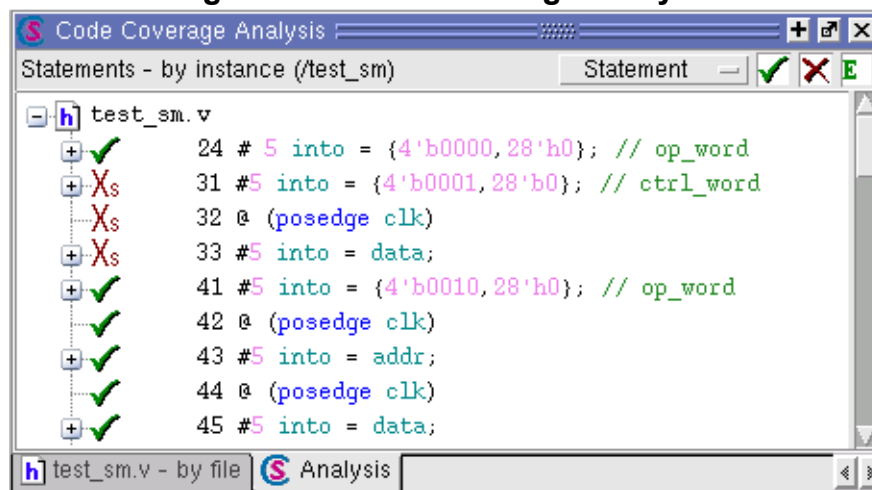 Code Coverage Analysis
Statements - by instance (/test_sm) Statement E
test_sm.v
24 # 5 into = {4'b0000,28'h0}; // op_word
Xs 31 #5 into = {4'b0001,28'b0}; // ctrl_word
Xs 32 @ (posedge clk)
Xs 33 #5 into = data;
41 #5 into = {4'b0010,28'h0}; // op_word
42 @ (posedge clk)
43 #5 into = addr;
44 @ (posedge clk)
45 #5 into = data;
test_sm.v - by file Analysis